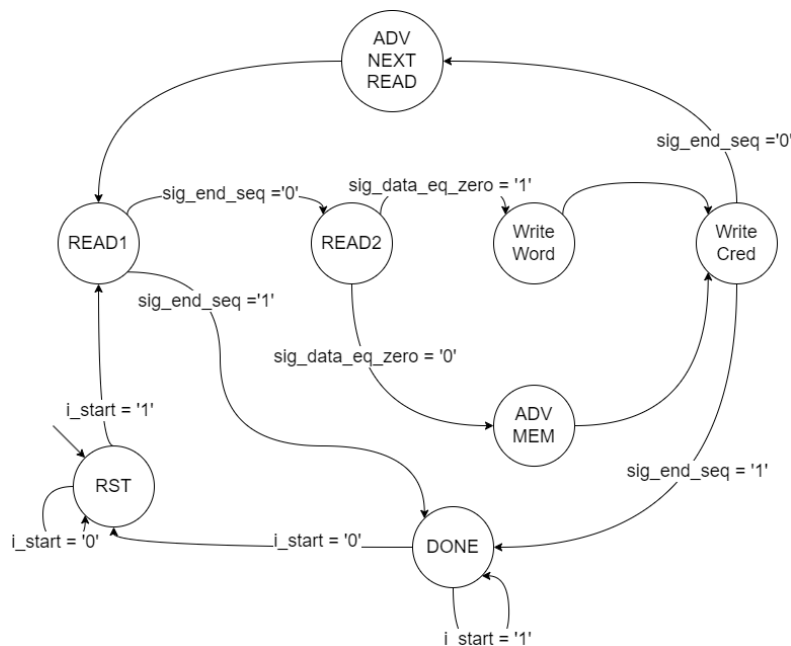 ADV
NEXT
READ
sig_end_seq ='0'
sig_end_seq ='0'
sig_data_eq_zero = '1'
READ1
READ2
Write
Word
Write
Cred
sig_end_seq ='1'
sig_data_eq_zero = '0'
i_start = '1'
ADV
MEM
sig_end_seq = '1'
RST
i_start = '0'
i_start = '0'
DONE
i_start = '1'